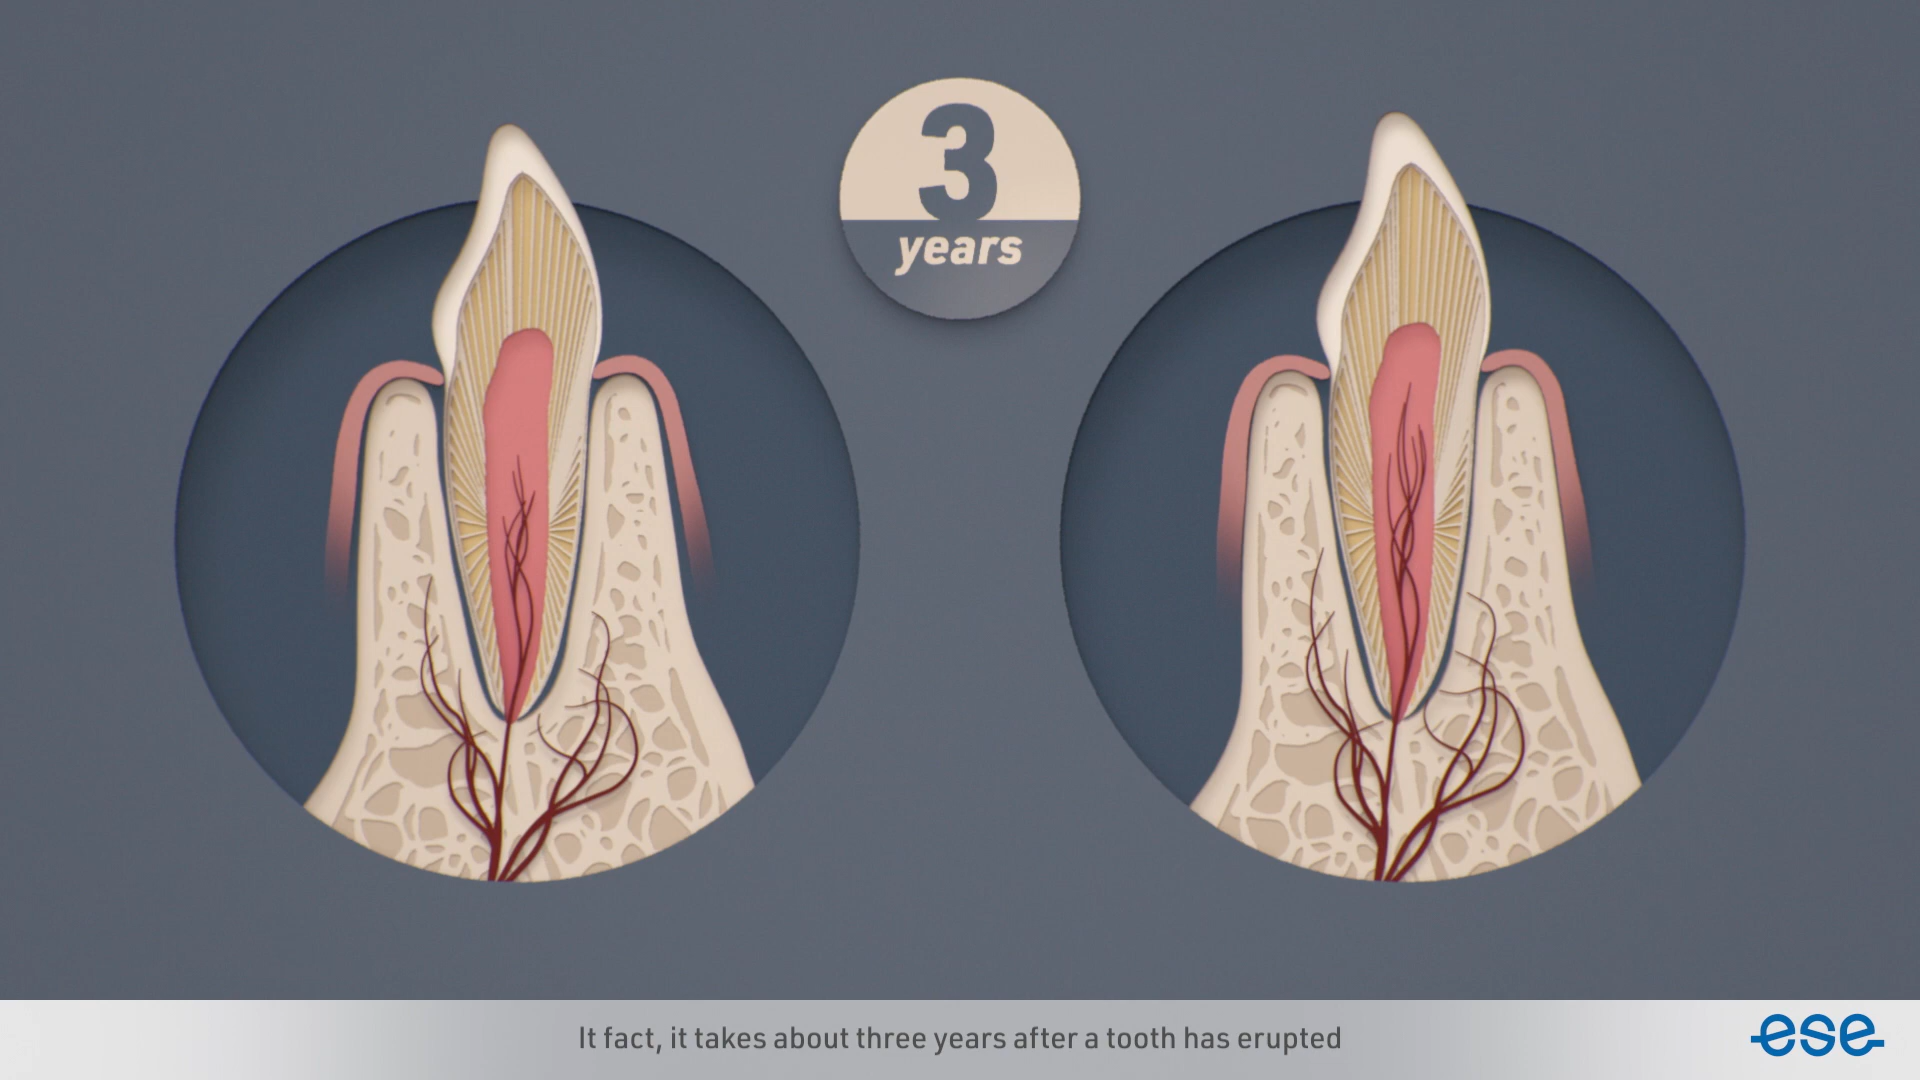 3
years
It fact, it takes about three years after a tooth has erupted
ese